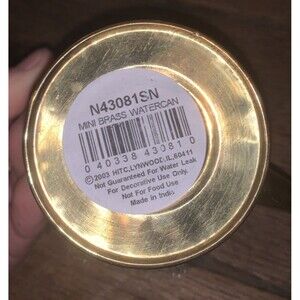 N43081SN
MINI BRASS WATERCAN
0 40338 43081 0
©2003 HITC.LYNWOOD.IL.60411
Not Guaranteed For Water Leak
For Decorative Use Only.
Not For Food Use
Made in India